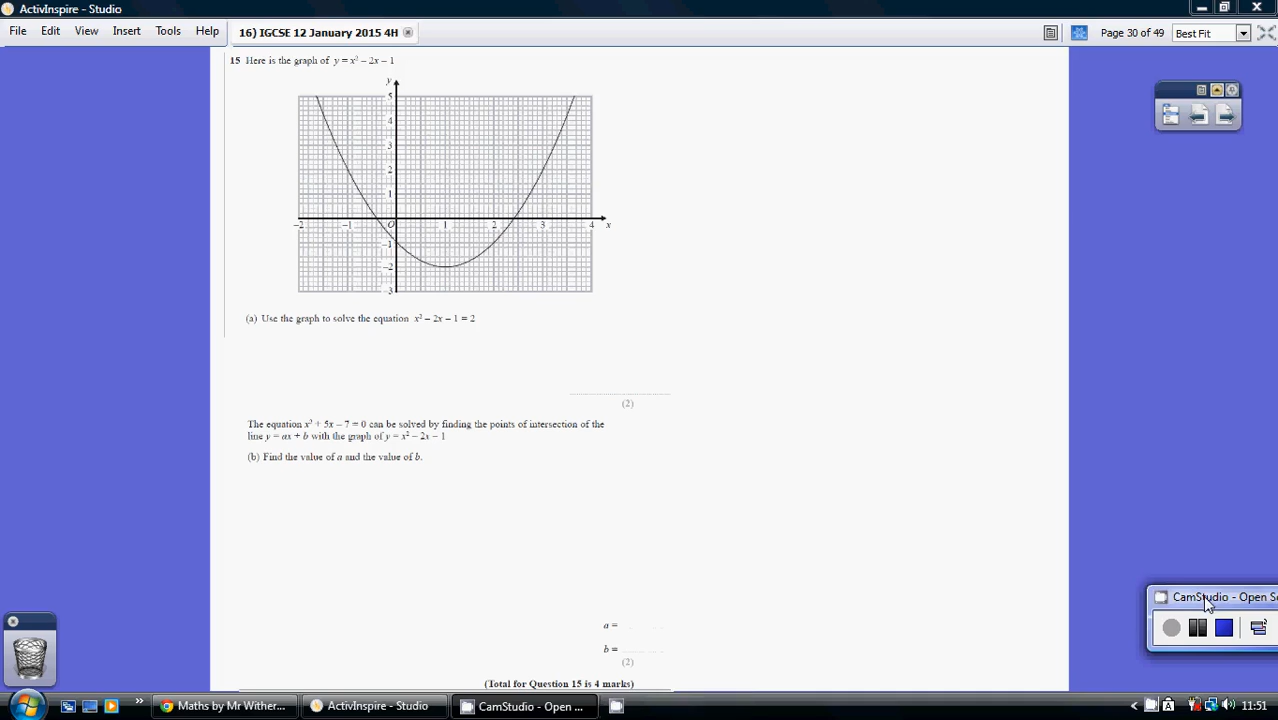 ActivInspire - Studio
File Edit View Insert Tools Help
16) IGCSE 12 January 2015 4H
Page 30 of 49 Best Fit
15 Here is the graph of y = x² − 2x − 1
y
5
4
3
2
1
−2 −1 O 1 2 3 4 x
−1
−2
−3
(a) Use the graph to solve the equation x² − 2x − 1 = 2
(2)
The equation x² + 5x − 7 = 0 can be solved by finding the points of intersection of the
line y = ax + b with the graph of y = x² − 2x − 1
(b) Find the value of a and the value of b.
a =
b =
(2)
(Total for Question 15 is 4 marks)
CamStudio - Open So
Maths by Mr Wither... ActivInspire - Studio CamStudio - Open ... A 11:51